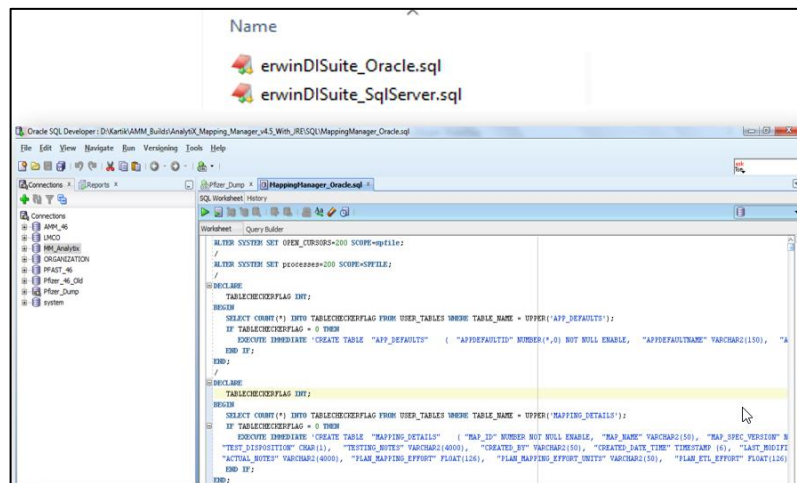 Name
erwinDISuite_Oracle.sql
erwinDISuite_SqlServer.sql
Oracle SQL Developer : D:\Kartik\AMM_Builds\AnalytiX_Mapping_Manager_v4.5_With_JRE\SQL\MappingManager_Oracle.sql
File Edit View Navigate Run Versioning Tools Help
Connections Reports
Pfizer_Dump MappingManager_Oracle.sql
SQL Worksheet History
Worksheet Query Builder
Connections
AMM_46
LMCO
MM_Analytix
ORGANIZATION
PFAST_46
Pfizer_46_Old
Pfizer_Dump
system
ALTER SYSTEM SET OPEN_CURSORS=200 SCOPE=spfile;
/
ALTER SYSTEM SET processes=200 SCOPE=SPFILE;
/
DECLARE
TABLECHECKERFLAG INT;
BEGIN
SELECT COUNT(*) INTO TABLECHECKERFLAG FROM USER_TABLES WHERE TABLE_NAME = UPPER('APP_DEFAULTS');
IF TABLECHECKERFLAG = 0 THEN
EXECUTE IMMEDIATE 'CREATE TABLE "APP_DEFAULTS" ( "APPDEFAULTID" NUMBER(*,0) NOT NULL ENABLE, "APPDEFAULTNAME" VARCHAR2(150), "A
END IF;
END;
/
DECLARE
TABLECHECKERFLAG INT;
BEGIN
SELECT COUNT(*) INTO TABLECHECKERFLAG FROM USER_TABLES WHERE TABLE_NAME = UPPER('MAPPING_DETAILS');
IF TABLECHECKERFLAG = 0 THEN
EXECUTE IMMEDIATE 'CREATE TABLE "MAPPING_DETAILS" ( "MAP_ID" NUMBER NOT NULL ENABLE, "MAP_NAME" VARCHAR2(50), "MAP_SPEC_VERSION" N
"TEST_DISPOSITION" CHAR(1), "TESTING_NOTES" VARCHAR2(4000), "CREATED_BY" VARCHAR2(50), "CREATED_DATE_TIME" TIMESTAMP (6), "LAST_MODIFI
"ACTUAL_NOTES" VARCHAR2(4000), "PLAN_MAPPING_EFFORT" FLOAT(126), "PLAN_MAPPING_EFFORT_UNITS" VARCHAR2(50), "PLAN_ETL_EFFORT" FLOAT(126)
END IF;
END;